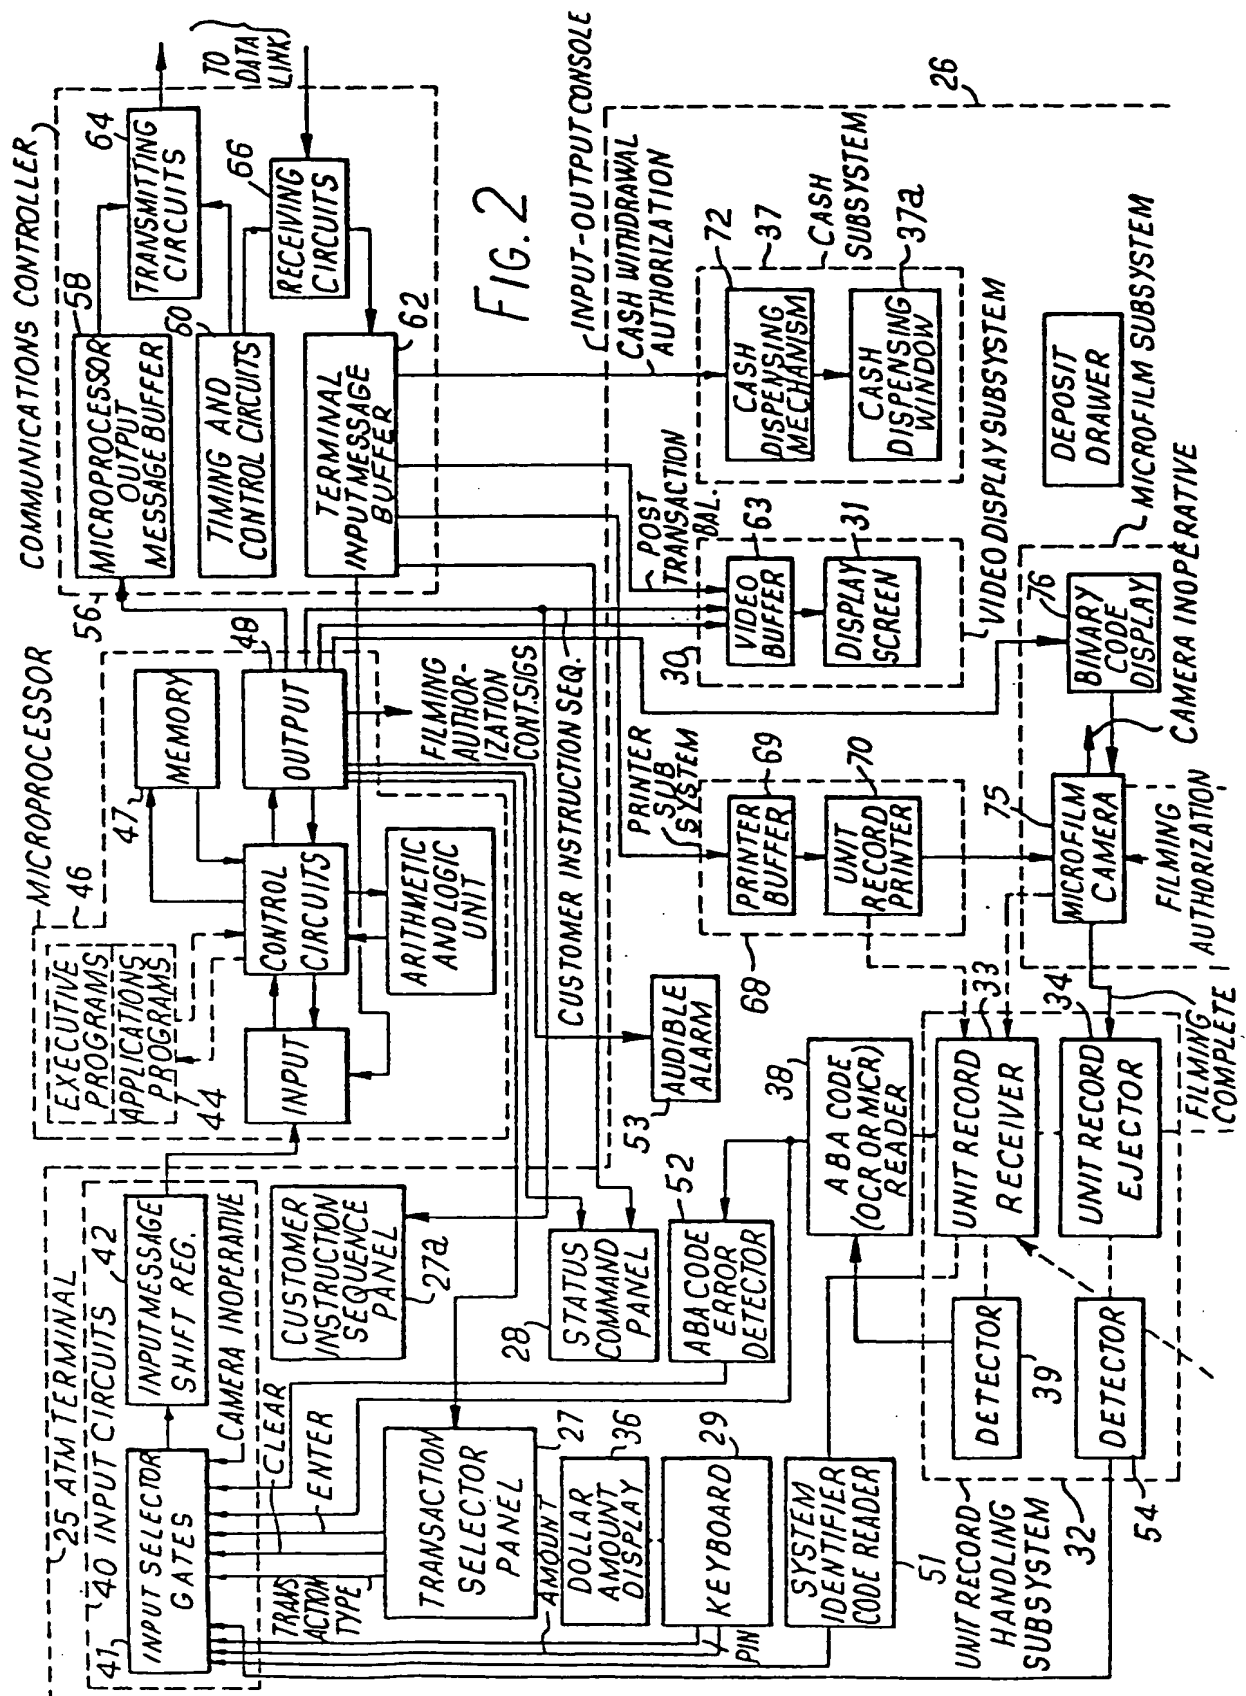 25 ATM TERMINAL
40 INPUT CIRCUITS 42
41
INPUT SELECTOR
GATES
INPUT MESSAGE
SHIFT REG.
CAMERA INOPERATIVE
CLEAR
ENTER
TRANS
ACTION
TYPE
AMOUNT
PIN
MICROPROCESSOR
46
EXECUTIVE
PROGRAMS
APPLICATIONS
PROGRAMS
44
47
MEMORY
INPUT
CONTROL
CIRCUITS
OUTPUT
48
ARITHMETIC
AND LOGIC
UNIT
FILMING
AUTHOR-
IZATION
CONT.SIGS
COMMUNICATIONS CONTROLLER
56
58
MICROPROCESSOR
OUTPUT
MESSAGE BUFFER
60
TIMING AND
CONTROL CIRCUITS
TERMINAL
INPUT MESSAGE
BUFFER
62
64
TRANSMITTING
CIRCUITS
66
RECEIVING
CIRCUITS
TO
DATA
LINK
FIG. 2
CUSTOMER
INSTRUCTION
SEQUENCE
PANEL
27a
TRANSACTION
SELECTOR
PANEL
27
DOLLAR
AMOUNT
DISPLAY
36
KEYBOARD
29
SYSTEM
IDENTIFIER
CODE READER
51
28
STATUS
COMMAND
PANEL
52
ABA CODE
ERROR
DETECTOR
53
AUDIBLE
ALARM
CUSTOMER INSTRUCTION SEQ.
38
ABA CODE
(OCR OR MICR)
READER
PRINTER
SUB
SYSTEM
68
PRINTER
BUFFER
69
UNIT
RECORD
PRINTER
70
POST
TRANSACTION
BAL.
30
VIDEO
BUFFER
63
DISPLAY
SCREEN
31
VIDEO DISPLAY SUBSYSTEM
INPUT-OUTPUT CONSOLE
CASH WITHDRAWAL
AUTHORIZATION
72
CASH
DISPENSING
MECHANISM
37
CASH
SUBSYSTEM
CASH
DISPENSING
WINDOW
37a
26
UNIT RECORD
HANDLING
SUBSYSTEM
32
DETECTOR
39
DETECTOR
54
UNIT RECORD
RECEIVER
33
UNIT RECORD
EJECTOR
34
FILMING
COMPLETE
75
MICROFILM
CAMERA
FILMING
AUTHORIZATION
CAMERA INOPERATIVE
76
BINARY
CODE
DISPLAY
MICROFILM SUBSYSTEM
DEPOSIT
DRAWER